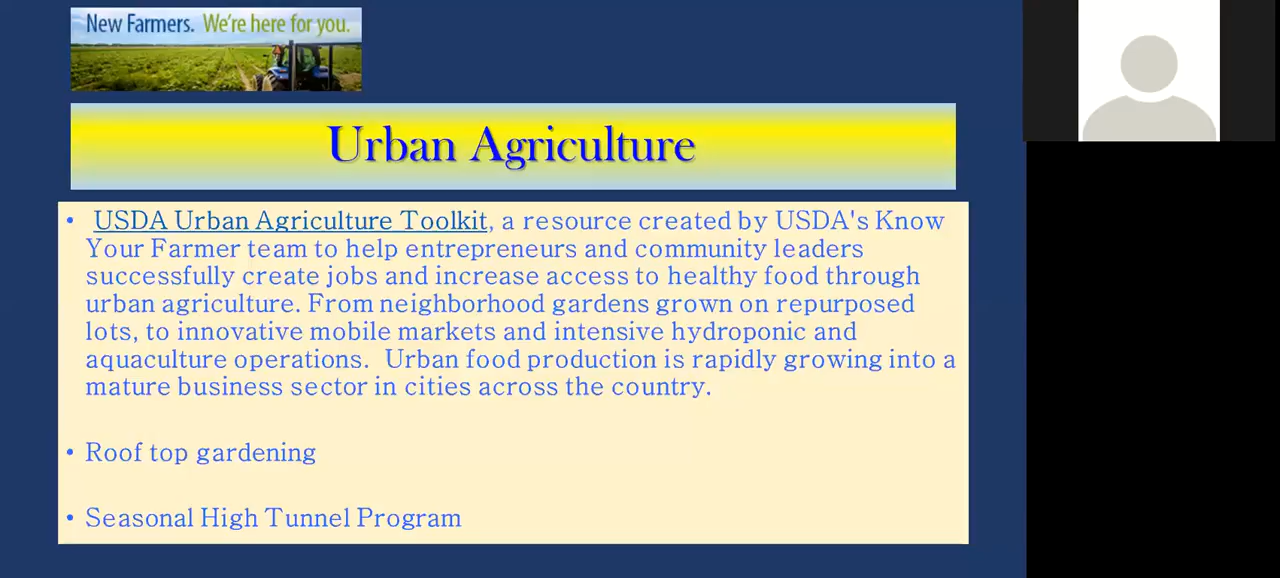 New Farmers. We're here for you.
Urban Agriculture
• USDA Urban Agriculture Toolkit, a resource created by USDA's Know
Your Farmer team to help entrepreneurs and community leaders
successfully create jobs and increase access to healthy food through
urban agriculture. From neighborhood gardens grown on repurposed
lots, to innovative mobile markets and intensive hydroponic and
aquaculture operations.  Urban food production is rapidly growing into a
mature business sector in cities across the country.
• Roof top gardening
• Seasonal High Tunnel Program